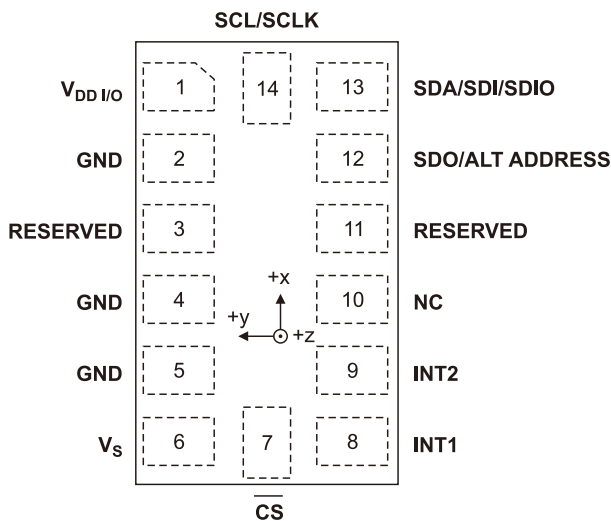 SCL/SCLK
V_DD I/O 1 14 13 SDA/SDI/SDIO
GND 2 12 SDO/ALT ADDRESS
RESERVED 3 11 RESERVED
+x
GND 4 10 NC
+y +z
GND 5 9 INT2
V_S 6 7 8 INT1
C̅S̅